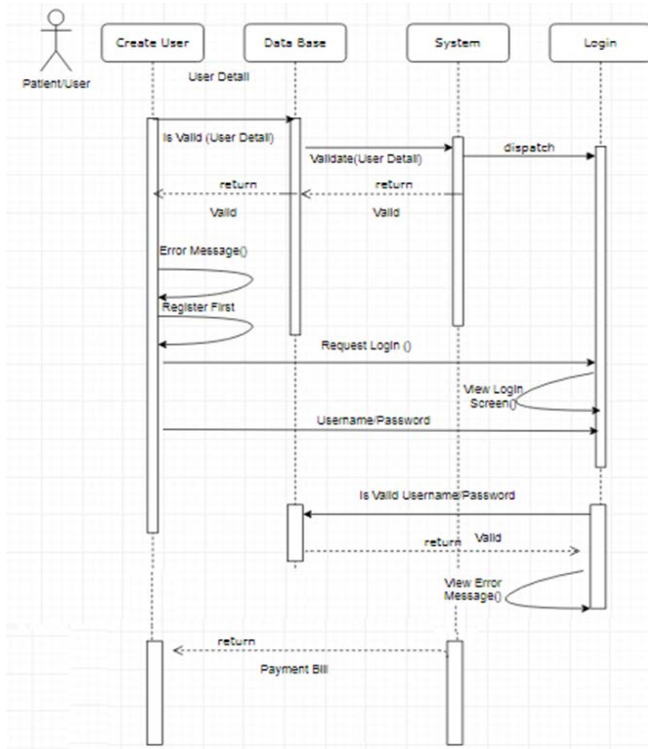 Create User
Data Base
System
Login
Patient/User
User Detail
Is Valid (User Detail)
Validate(User Detail)
dispatch
return
return
Valid
Valid
Error Message()
Register First
Request Login ()
View Login
Screen()
Username/Password
Is Valid Username/Password
return
Valid
View Error
Message()
return
Payment Bill